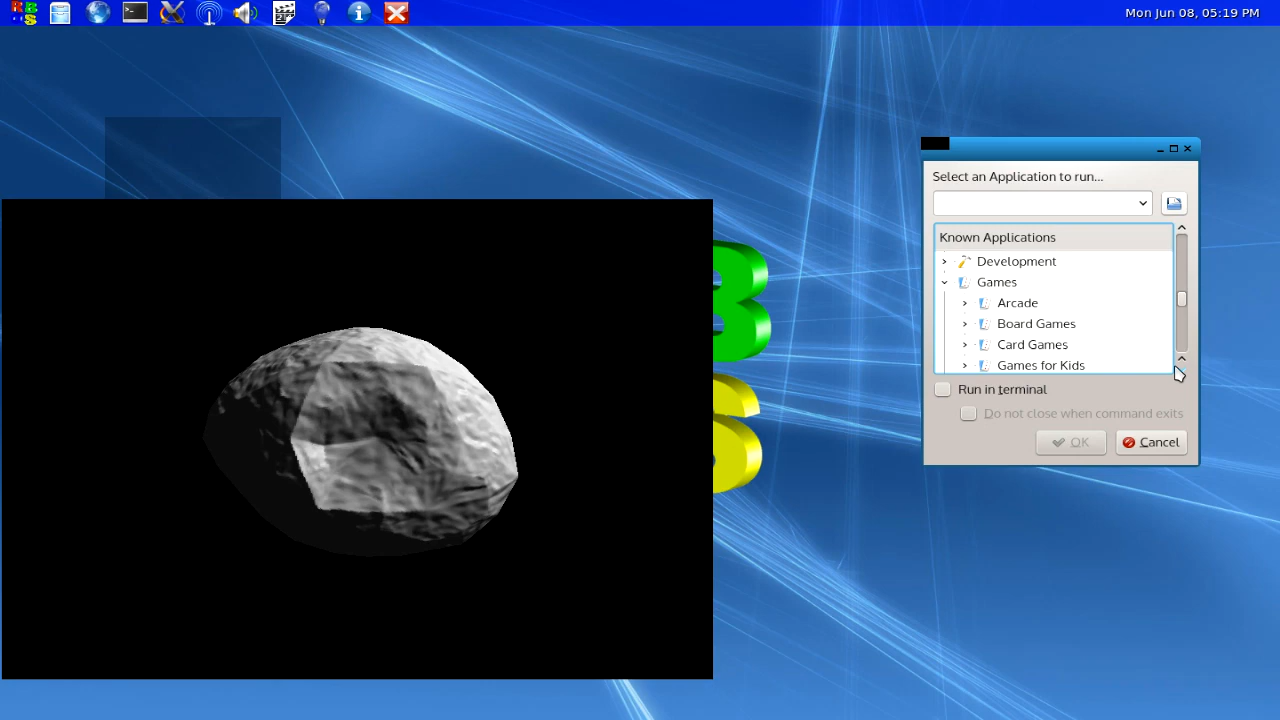 Mon Jun 08, 05:19 PM
Select an Application to run...
Known Applications
Development
Games
Arcade
Board Games
Card Games
Games for Kids
Run in terminal
Do not close when command exits
OK
Cancel